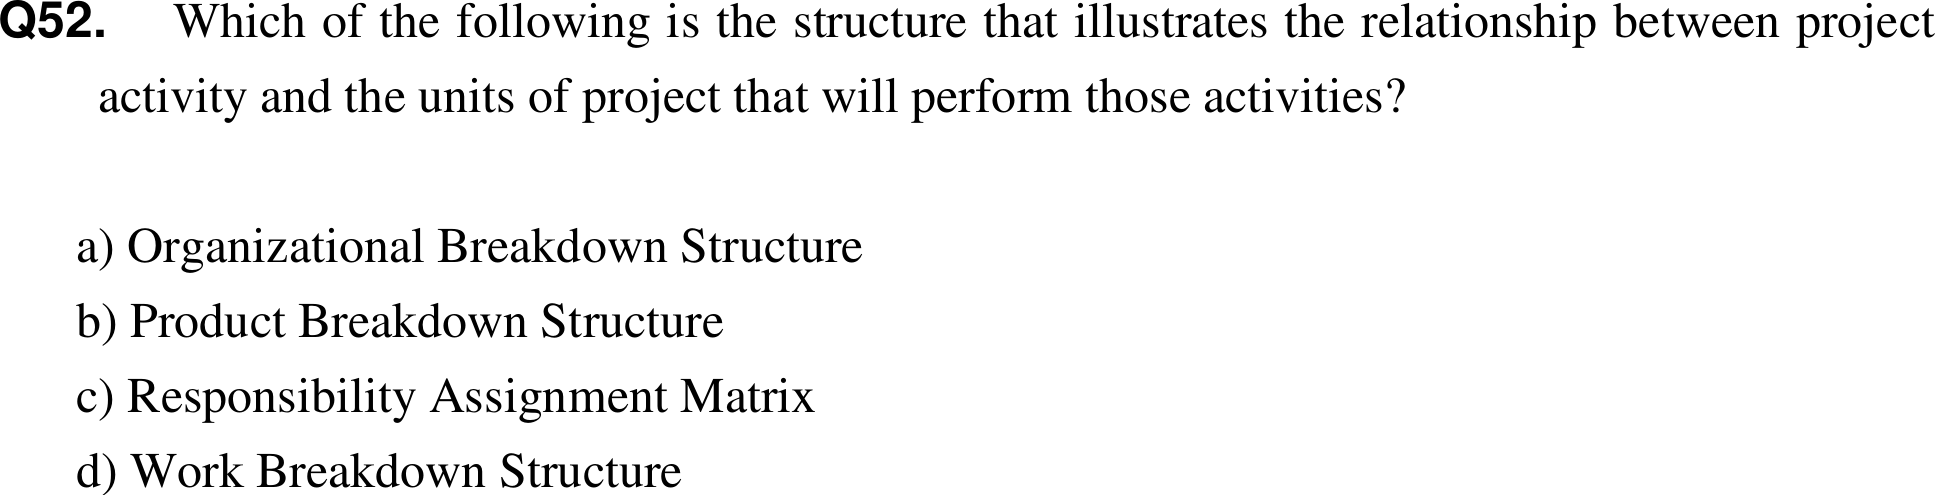 Q52. Which of the following is the structure that illustrates the relationship between project
activity and the units of project that will perform those activities?
a) Organizational Breakdown Structure
b) Product Breakdown Structure
c) Responsibility Assignment Matrix
d) Work Breakdown Structure